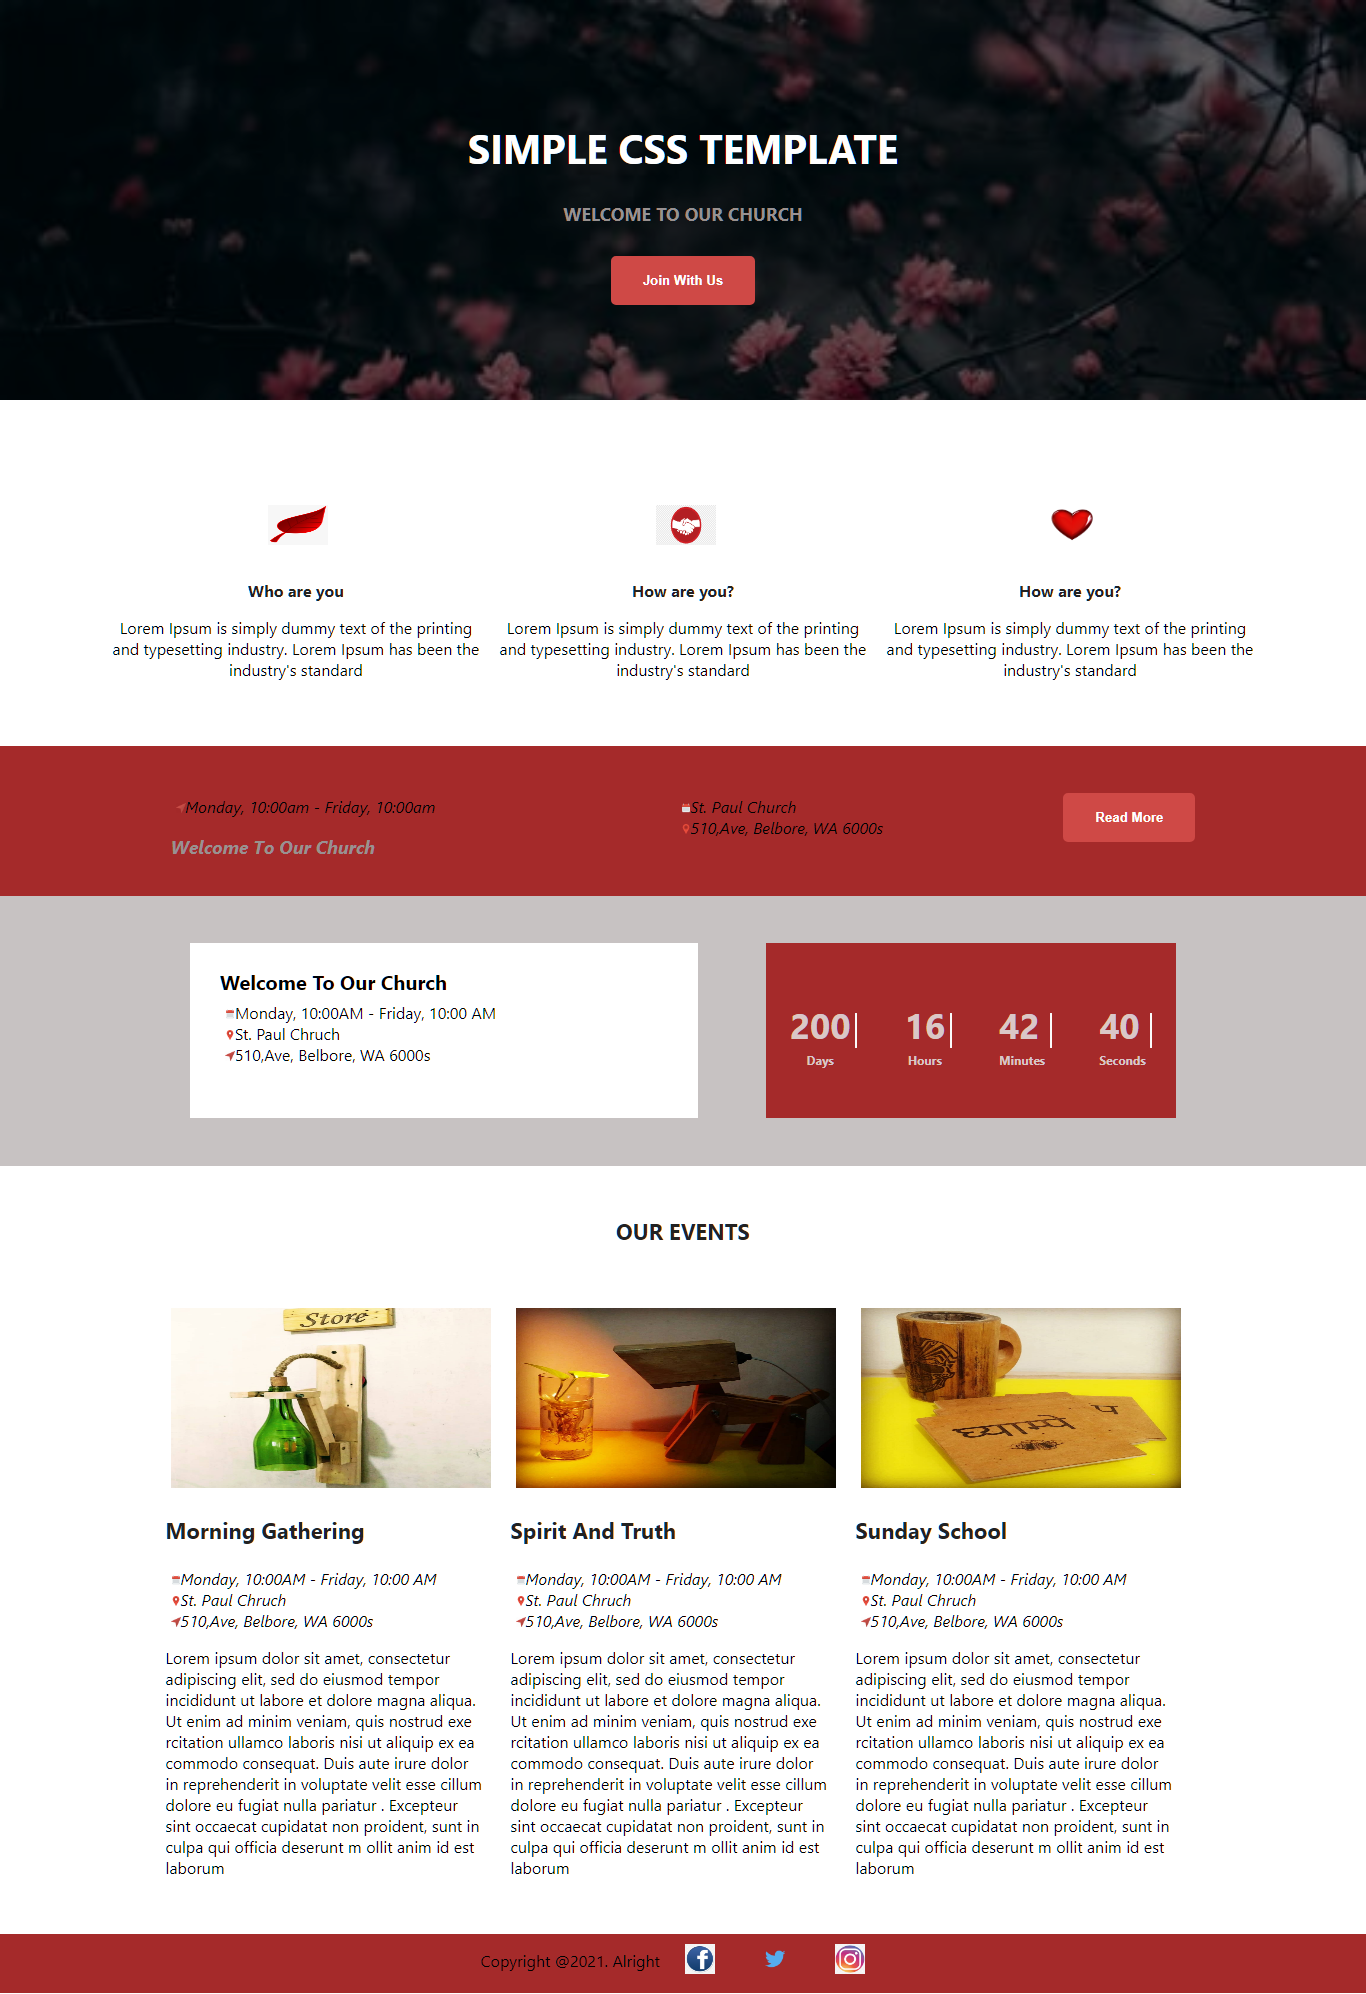 SIMPLE CSS TEMPLATE
WELCOME TO OUR CHURCH
Join With Us
Who are you
Lorem Ipsum is simply dummy text of the printing
and typesetting industry. Lorem Ipsum has been the
industry's standard
How are you?
Lorem Ipsum is simply dummy text of the printing
and typesetting industry. Lorem Ipsum has been the
industry's standard
How are you?
Lorem Ipsum is simply dummy text of the printing
and typesetting industry. Lorem Ipsum has been the
industry's standard
Monday, 10:00am - Friday, 10:00am
Welcome To Our Church
St. Paul Church
510,Ave, Belbore, WA 6000s
Read More
Welcome To Our Church
Monday, 10:00AM - Friday, 10:00 AM
St. Paul Chruch
510,Ave, Belbore, WA 6000s
200 16 42 40
Days Hours Minutes Seconds
OUR EVENTS
Store
Morning Gathering
Monday, 10:00AM - Friday, 10:00 AM
St. Paul Chruch
510,Ave, Belbore, WA 6000s
Lorem ipsum dolor sit amet, consectetur
adipiscing elit, sed do eiusmod tempor
incididunt ut labore et dolore magna aliqua.
Ut enim ad minim veniam, quis nostrud exe
rcitation ullamco laboris nisi ut aliquip ex ea
commodo consequat. Duis aute irure dolor
in reprehenderit in voluptate velit esse cillum
dolore eu fugiat nulla pariatur . Excepteur
sint occaecat cupidatat non proident, sunt in
culpa qui officia deserunt m ollit anim id est
laborum
Spirit And Truth
Monday, 10:00AM - Friday, 10:00 AM
St. Paul Chruch
510,Ave, Belbore, WA 6000s
Lorem ipsum dolor sit amet, consectetur
adipiscing elit, sed do eiusmod tempor
incididunt ut labore et dolore magna aliqua.
Ut enim ad minim veniam, quis nostrud exe
rcitation ullamco laboris nisi ut aliquip ex ea
commodo consequat. Duis aute irure dolor
in reprehenderit in voluptate velit esse cillum
dolore eu fugiat nulla pariatur . Excepteur
sint occaecat cupidatat non proident, sunt in
culpa qui officia deserunt m ollit anim id est
laborum
Sunday School
Monday, 10:00AM - Friday, 10:00 AM
St. Paul Chruch
510,Ave, Belbore, WA 6000s
Lorem ipsum dolor sit amet, consectetur
adipiscing elit, sed do eiusmod tempor
incididunt ut labore et dolore magna aliqua.
Ut enim ad minim veniam, quis nostrud exe
rcitation ullamco laboris nisi ut aliquip ex ea
commodo consequat. Duis aute irure dolor
in reprehenderit in voluptate velit esse cillum
dolore eu fugiat nulla pariatur . Excepteur
sint occaecat cupidatat non proident, sunt in
culpa qui officia deserunt m ollit anim id est
laborum
Copyright @2021. Alright